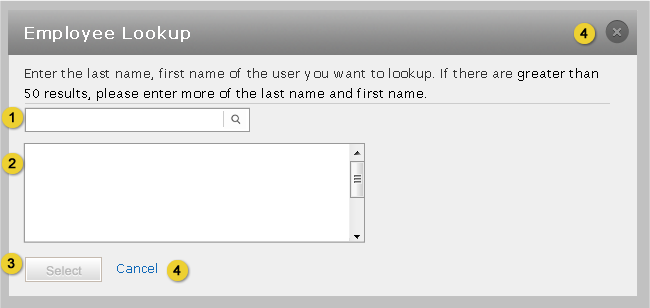 Employee Lookup 4
Enter the last name, first name of the user you want to lookup. If there are greater than
50 results, please enter more of the last name and first name.
1
2
3 Select Cancel 4